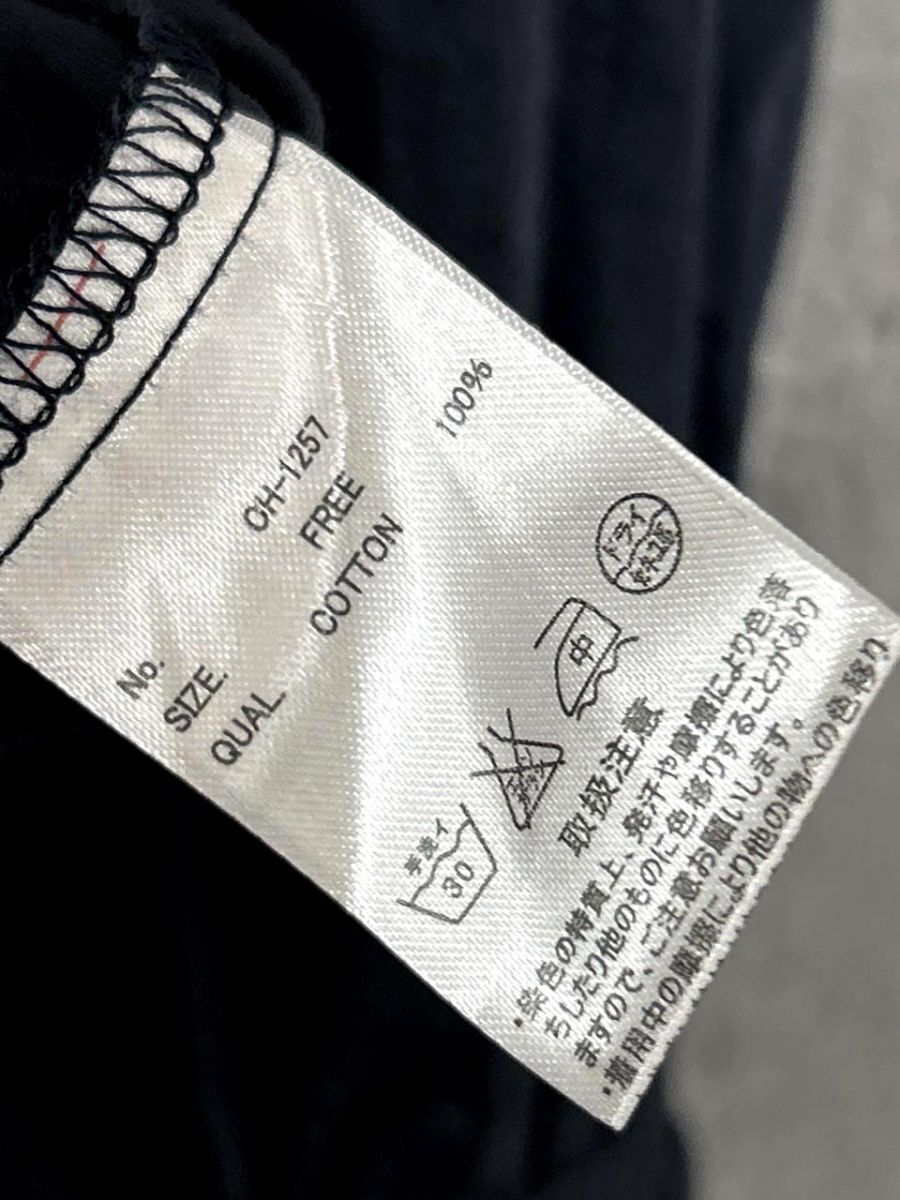 No. CH-1257
SIZE. FREE
QUAL. COTTON 100%
手洗イ
30
中
ドライ
取扱注意
・染色の特質上、発汗や摩擦により色落
ちしたり他のものに色移りすることがあり
ますので、ご注意お願いします。
・着用中の摩擦により他の物への色移り